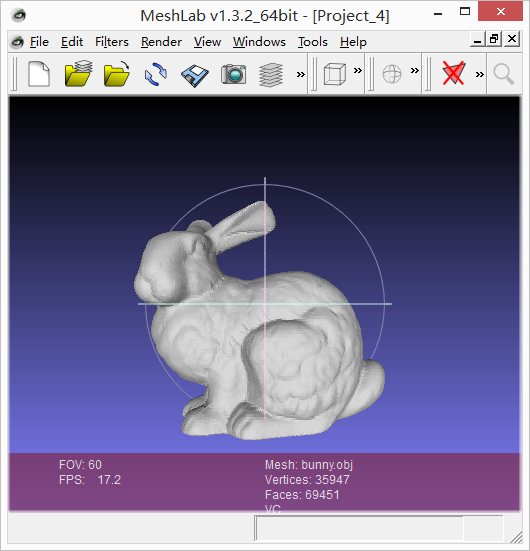 MeshLab v1.3.2_64bit - [Project_4]
File Edit Filters Render View Windows Tools Help
FOV: 60
FPS: 17.2
Mesh: bunny.obj
Vertices: 35947
Faces: 69451
VC